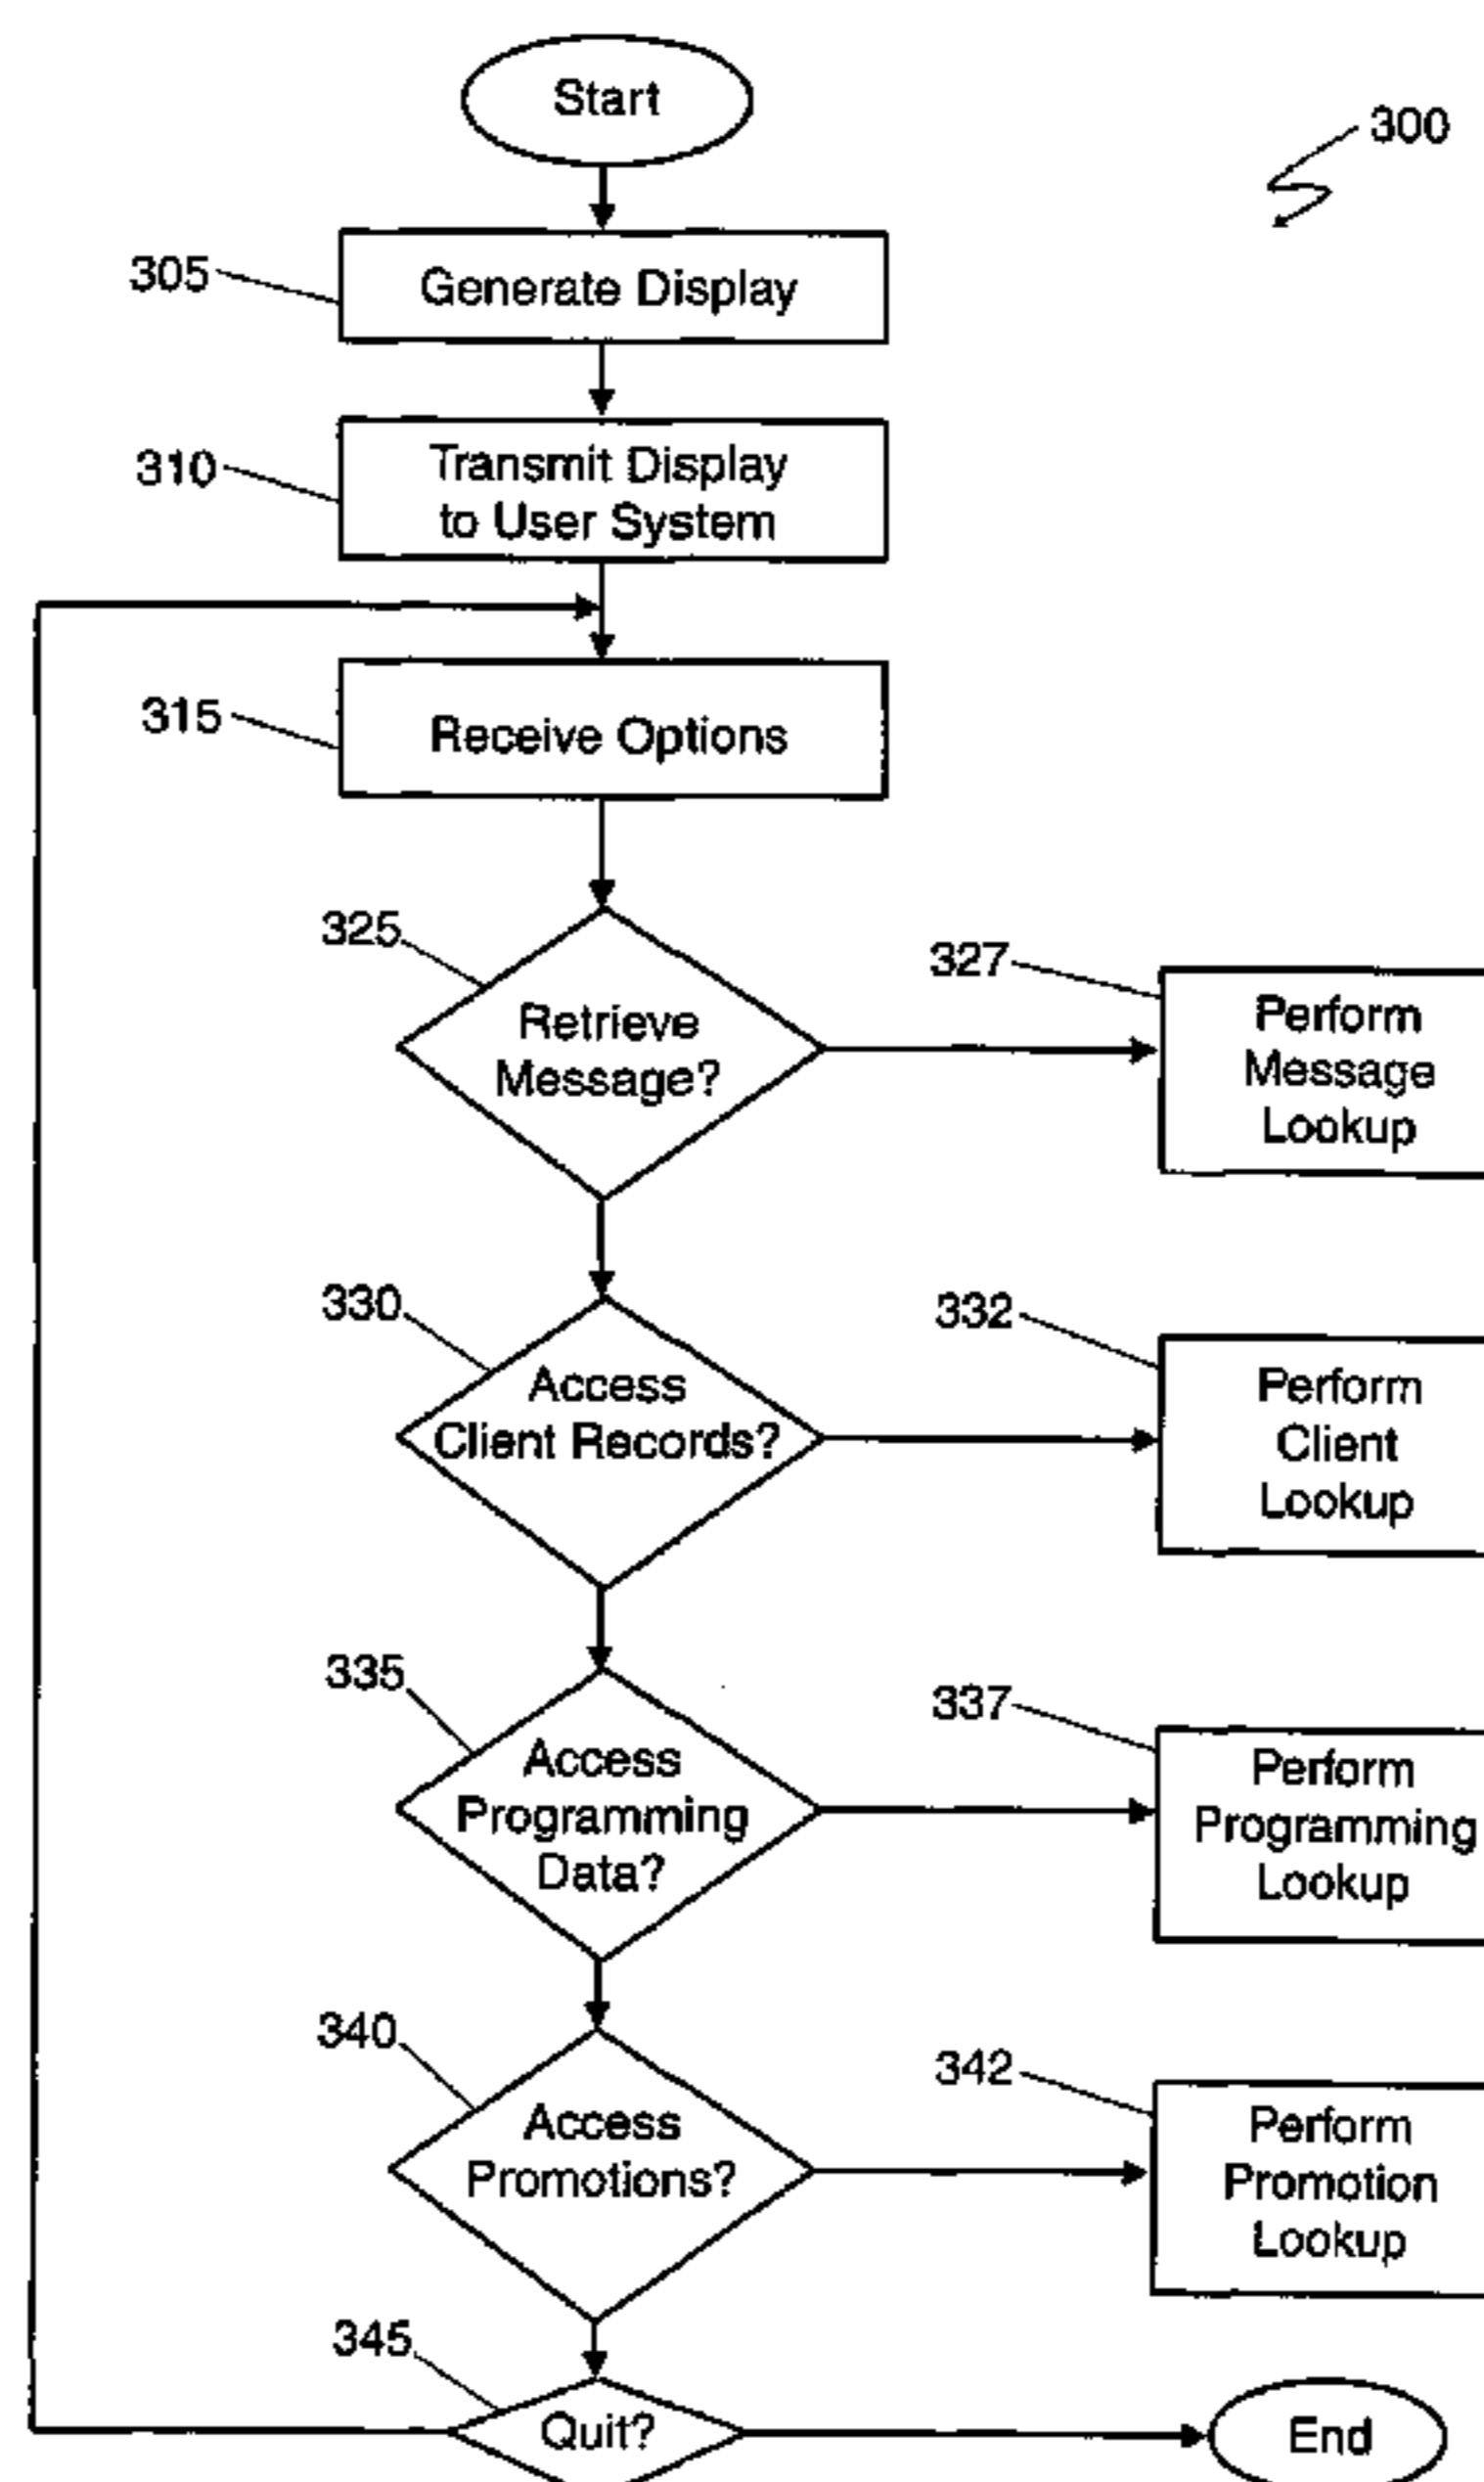 Start
300
305
Generate Display
310
Transmit Display
to User System
315
Receive Options
325
Retrieve
Message?
327
Perform
Message
Lookup
330
Access
Client Records?
332
Perform
Client
Lookup
335
Access
Programming
Data?
337
Perform
Programming
Lookup
340
Access
Promotions?
342
Perform
Promotion
Lookup
345
Quit?
End